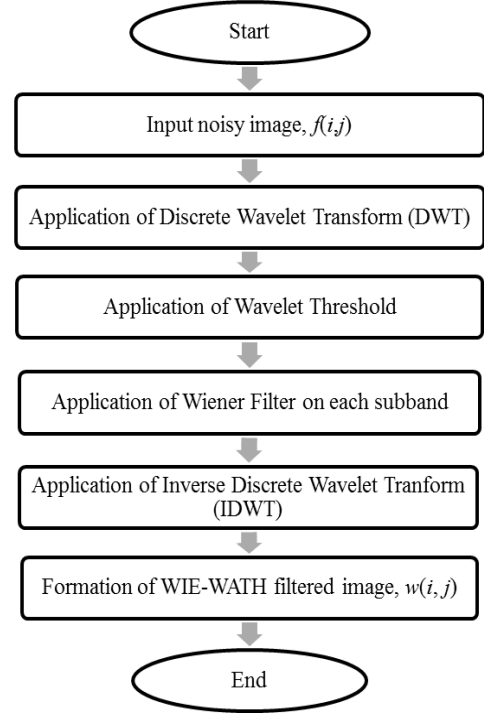 Start
Input noisy image, f(i,j)
Application of Discrete Wavelet Transform (DWT)
Application of Wavelet Threshold
Application of Wiener Filter on each subband
Application of Inverse Discrete Wavelet Tranform
(IDWT)
Formation of WIE-WATH filtered image, w(i, j)
End